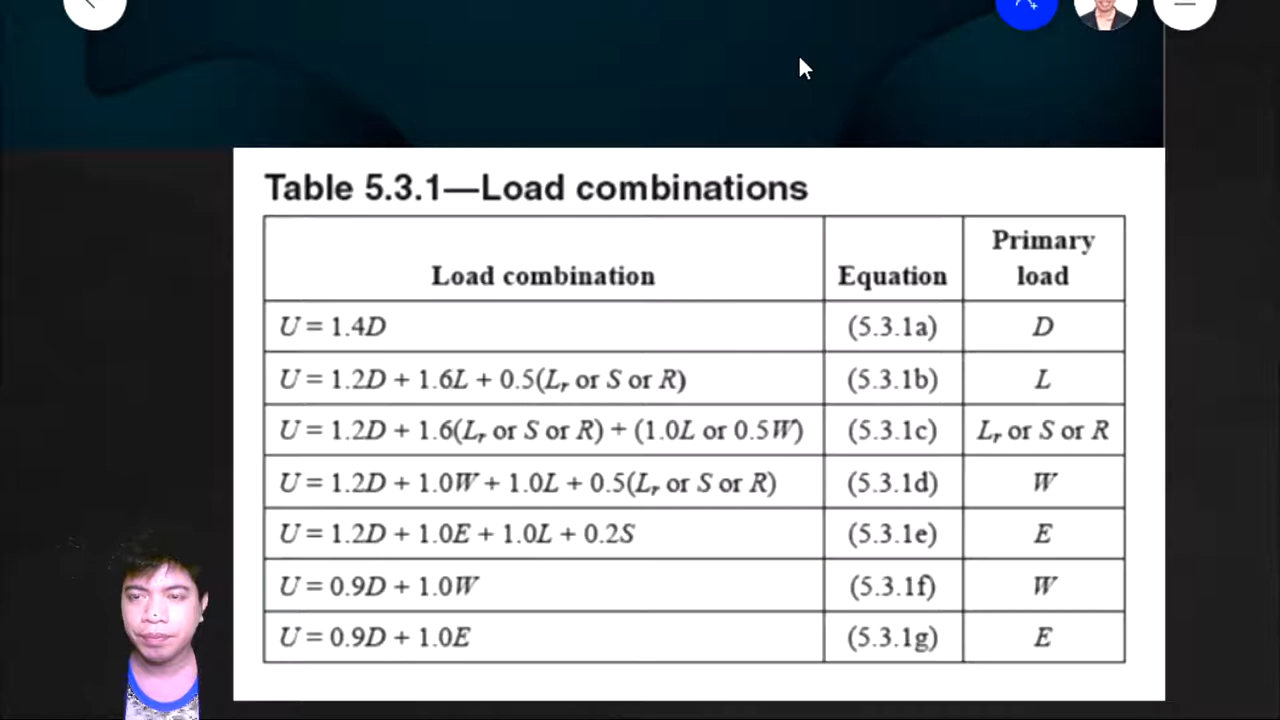 Table 5.3.1—Load combinations
Load combination Equation Primary load
U = 1.4D (5.3.1a) D
U = 1.2D + 1.6L + 0.5(Lr or S or R) (5.3.1b) L
U = 1.2D + 1.6(Lr or S or R) + (1.0L or 0.5W) (5.3.1c) Lr or S or R
U = 1.2D + 1.0W + 1.0L + 0.5(Lr or S or R) (5.3.1d) W
U = 1.2D + 1.0E + 1.0L + 0.2S (5.3.1e) E
U = 0.9D + 1.0W (5.3.1f) W
U = 0.9D + 1.0E (5.3.1g) E